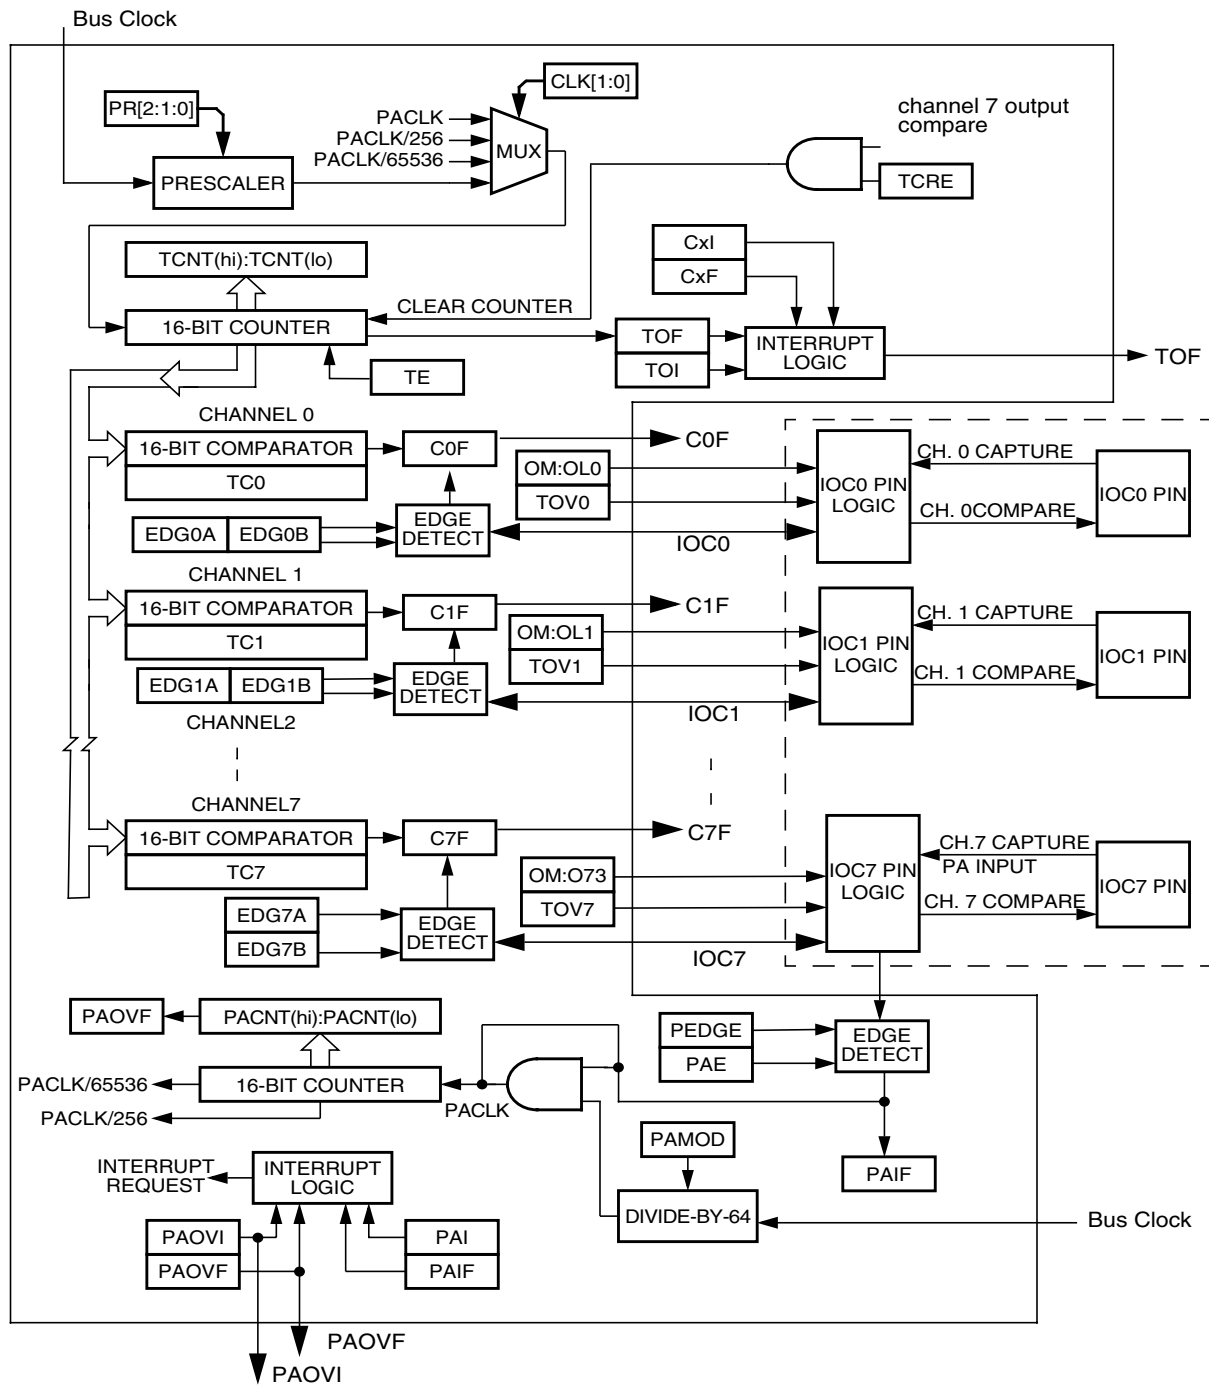 Bus Clock
CLK[1:0]
PR[2:1:0]
PACLK
PACLK/256
PACLK/65536
MUX
PRESCALER
channel 7 output
compare
TCRE
CxI
CxF
TCNT(hi):TCNT(lo)
CLEAR COUNTER
16-BIT COUNTER
TOF
TOI
INTERRUPT
LOGIC
TOF
TE
CHANNEL 0
16-BIT COMPARATOR
TC0
C0F
C0F
OM:OL0
TOV0
EDG0A
EDG0B
EDGE
DETECT
IOC0
IOC0 PIN
LOGIC
CH. 0 CAPTURE
CH. 0COMPARE
IOC0 PIN
CHANNEL 1
16-BIT COMPARATOR
TC1
C1F
C1F
OM:OL1
TOV1
EDG1A
EDG1B
EDGE
DETECT
IOC1
IOC1 PIN
LOGIC
CH. 1 CAPTURE
CH. 1 COMPARE
IOC1 PIN
CHANNEL2
CHANNEL7
16-BIT COMPARATOR
TC7
C7F
C7F
OM:O73
TOV7
EDG7A
EDG7B
EDGE
DETECT
IOC7
IOC7 PIN
LOGIC
CH.7 CAPTURE
PA INPUT
CH. 7 COMPARE
IOC7 PIN
PAOVF
PACNT(hi):PACNT(lo)
PEDGE
PAE
EDGE
DETECT
PACLK/65536
16-BIT COUNTER
PACLK
PACLK/256
PAMOD
PAIF
INTERRUPT
REQUEST
INTERRUPT
LOGIC
DIVIDE-BY-64
Bus Clock
PAOVI
PAOVF
PAI
PAIF
PAOVF
PAOVI